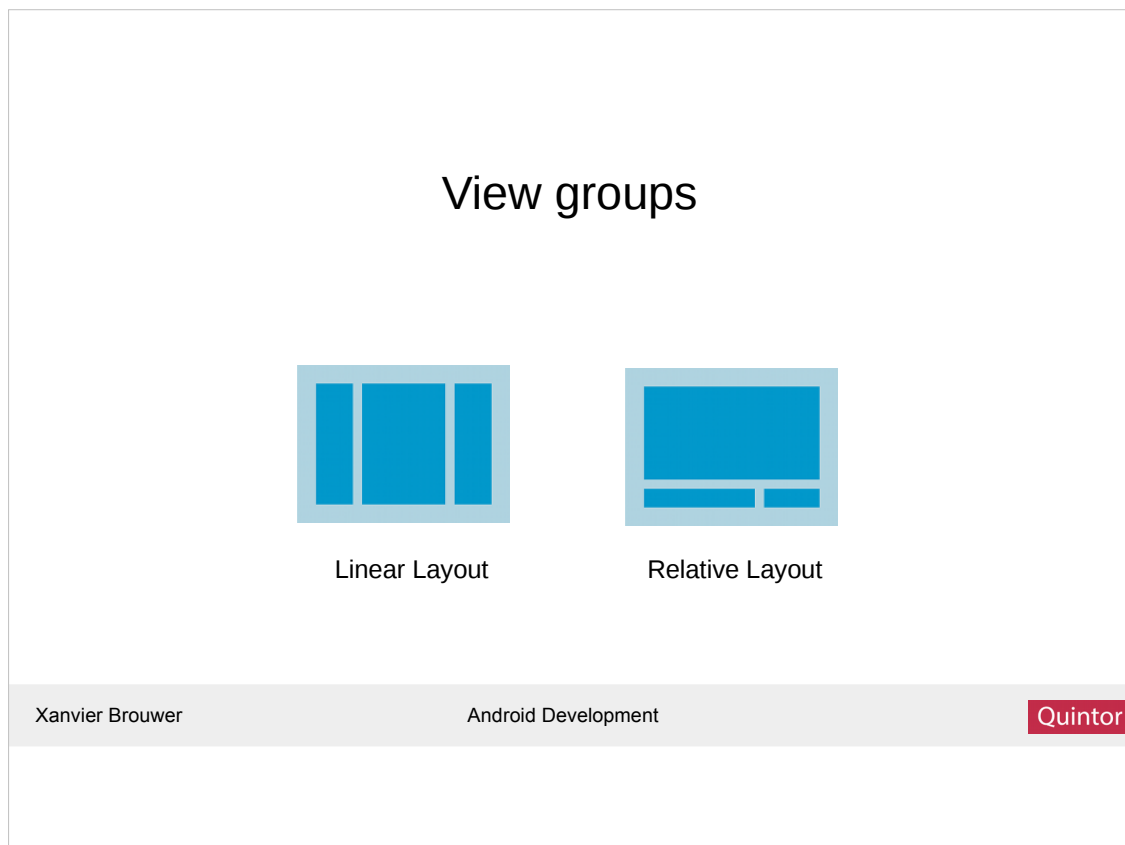 View groups
Linear Layout
Relative Layout
Xanvier Brouwer
Android Development
Quintor